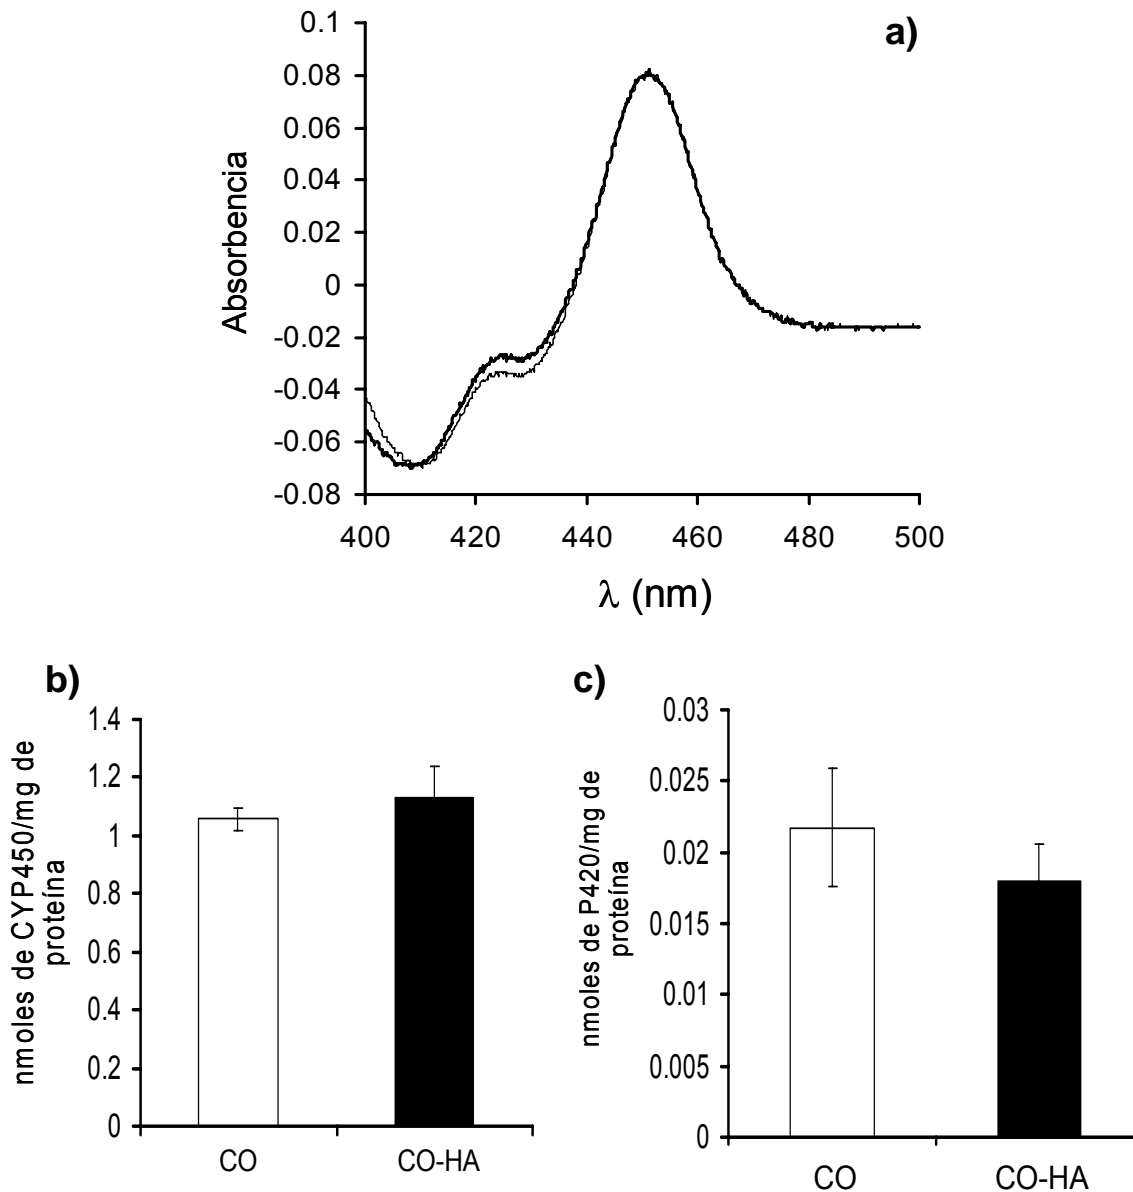 a)
Absorbencia
0.1
0.08
0.06
0.04
0.02
0
-0.02
-0.04
-0.06
-0.08
400 420 440 460 480 500
λ (nm)
b)
nmoles de CYP450/mg de
proteína
1.4
1.2
1
0.8
0.6
0.4
0.2
0
CO CO-HA
c)
nmoles de P420/mg de
proteína
0.03
0.025
0.02
0.015
0.01
0.005
0
CO CO-HA